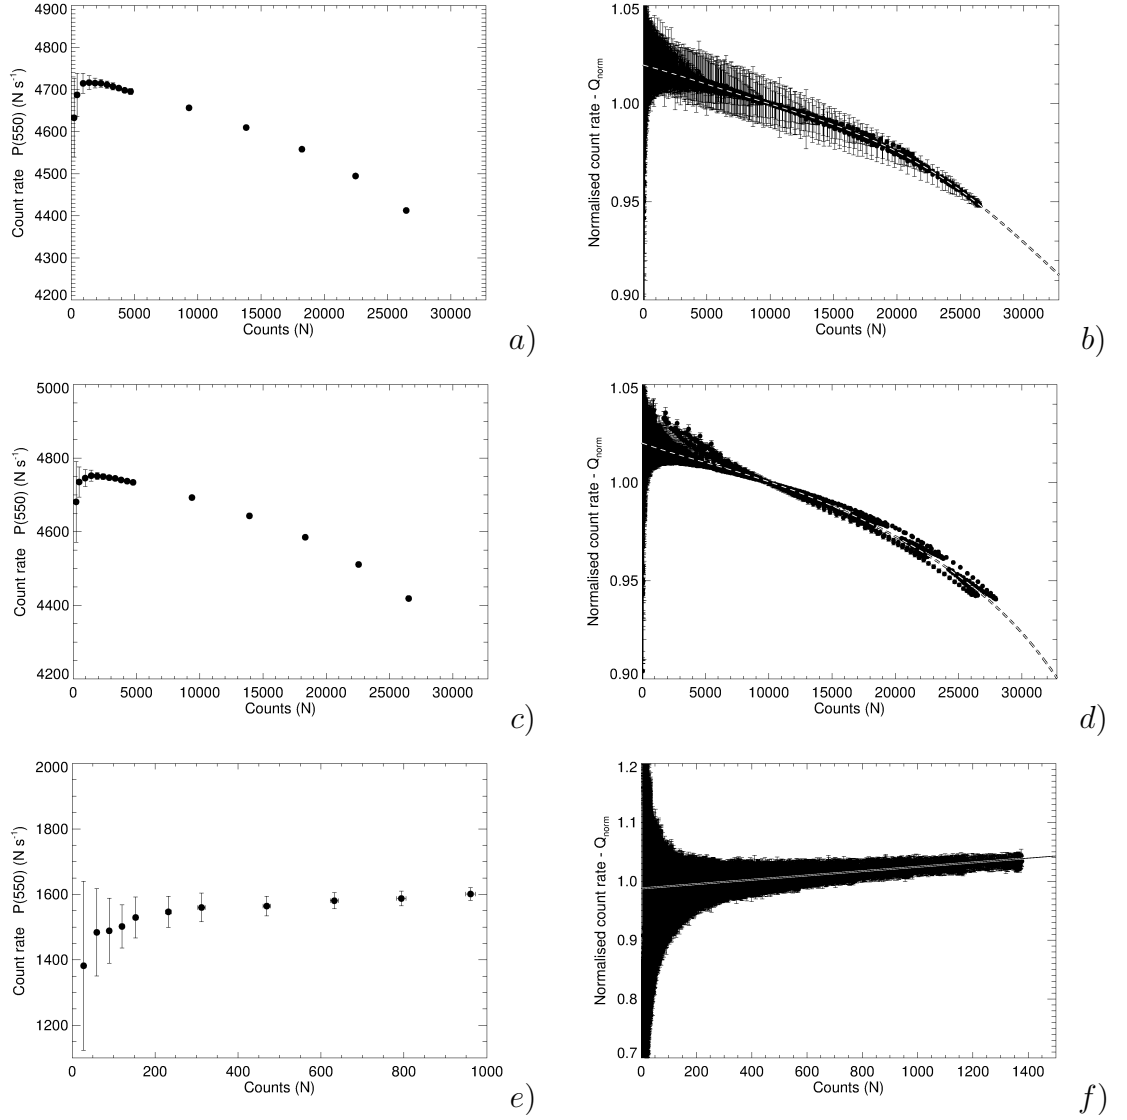 4900
4800
4700
4600
4500
4400
4300
4200
Count rate P(550) (N s⁻¹)
0 5000 10000 15000 20000 25000 30000
Counts (N)
a)
1.05
1.00
0.95
0.90
Normalised count rate - Qnorm
0 5000 10000 15000 20000 25000 30000
Counts (N)
b)
5000
4800
4600
4400
4200
Count rate P(550) (N s⁻¹)
0 5000 10000 15000 20000 25000 30000
Counts (N)
c)
1.05
1.00
0.95
0.90
Normalised count rate - Qnorm
0 5000 10000 15000 20000 25000 30000
Counts (N)
d)
2000
1800
1600
1400
1200
Count rate P(550) (N s⁻¹)
0 200 400 600 800 1000
Counts (N)
e)
1.2
1.1
1.0
0.9
0.8
0.7
Normalised count rate - Qnorm
0 200 400 600 800 1000 1200 1400
Counts (N)
f)